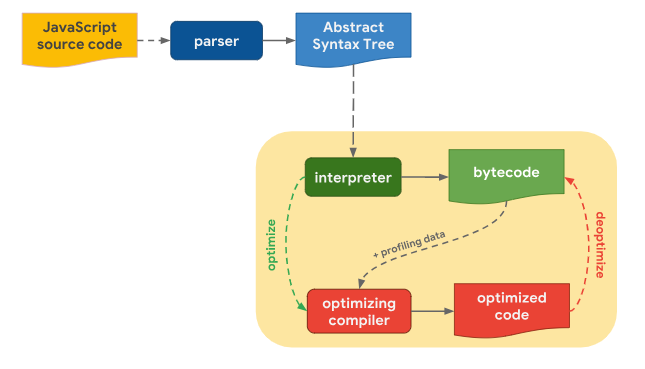 JavaScript
source code
parser
Abstract
Syntax Tree
interpreter
bytecode
optimize
+ profiling data
deoptimize
optimizing
compiler
optimized
code